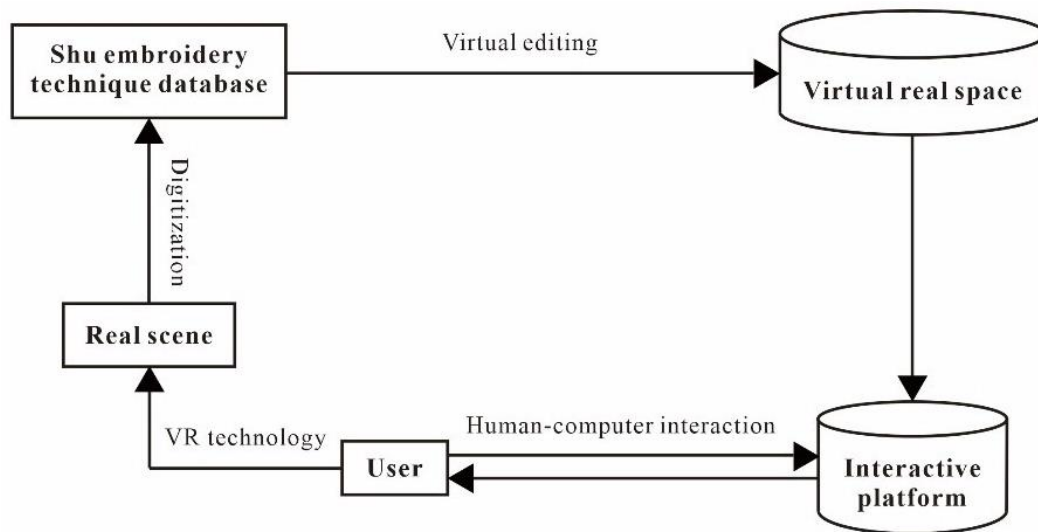 Shu embroidery
technique database
Virtual editing
Virtual real space
Digitization
Real scene
VR technology
User
Human-computer interaction
Interactive
platform